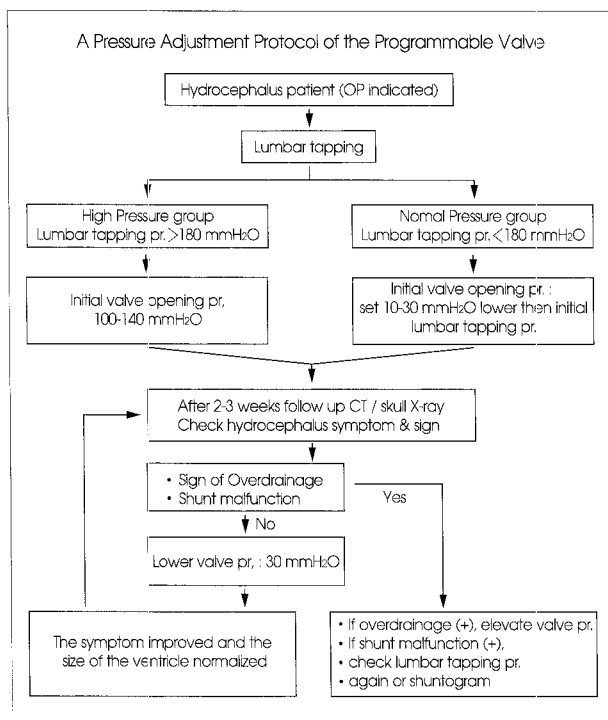 A Pressure Adjustment Protocol of the Programmable Valve
Hydrocephalus patient (OP indicated)
Lumbar tapping
High Pressure group
Lumbar tapping pr. >180 mmH2O
Nomal Pressure group
Lumbar tapping pr. <180 mmH2O
Initial valve opening pr,
100-140 mmH2O
Initial valve opening pr. :
set 10-30 mmH2O lower then initial
lumbar tapping pr.
After 2-3 weeks follow up CT / skull X-ray
Check hydrocephalus symptom & sign
• Sign of Overdrainage
• Shunt malfunction
Yes
No
Lower valve pr, : 30 mmH2O
The symptom improved and the
size of the ventricle normalized
• If overdrainage (+), elevate valve pr.
• If shunt malfunction (+),
• check lumbar tapping pr.
• again or shuntogram